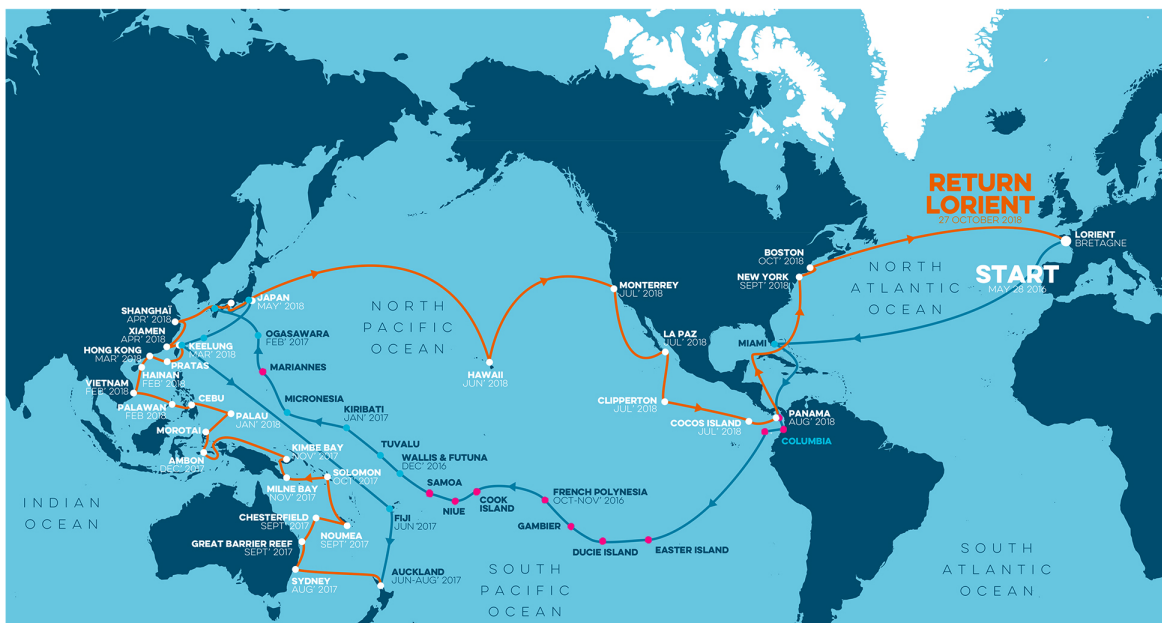 RETURN
LORIENT
27 OCTOBER 2018
LORIENT
BRETAGNE
START
MAY 28 2016
BOSTON
OCT' 2018
NEW YORK
SEPT' 2018
NORTH
ATLANTIC
OCEAN
MIAMI
PANAMA
AUG' 2018
COLUMBIA
COCOS ISLAND
JUL' 2018
CLIPPERTON
JUL' 2018
LA PAZ
JUL' 2018
MONTERREY
JUL' 2018
HAWAII
JUN' 2018
NORTH
PACIFIC
OCEAN
JAPAN
MAY' 2018
SHANGHAÏ
APR' 2018
XIAMEN
APR' 2018
KEELUNG
MAR' 2018
HONG KONG
MAR' 2018
PRATAS
HAINAN
FEB' 2018
VIETNAM
FEB' 2018
PALAWAN
FEB 2018
CEBU
PALAU
JAN' 2018
MOROTAI
AMBON
DEC' 2017
KIMBE BAY
NOV' 2017
MILNE BAY
NOV' 2017
SOLOMON
OCT' 2017
CHESTERFIELD
SEPT' 2017
NOUMEA
SEPT' 2017
GREAT BARRIER REEF
SEPT' 2017
SYDNEY
AUG' 2017
AUCKLAND
JUN-AUG' 2017
FIJI
JUN' 2017
OGASAWARA
FEB' 2017
MARIANNES
MICRONESIA
KIRIBATI
JAN' 2017
TUVALU
WALLIS & FUTUNA
DEC' 2016
SAMOA
NIUE
COOK
ISLAND
FRENCH POLYNESIA
OCT-NOV' 2016
GAMBIER
DUCIE ISLAND
EASTER ISLAND
INDIAN
OCEAN
SOUTH
PACIFIC
OCEAN
SOUTH
ATLANTIC
OCEAN